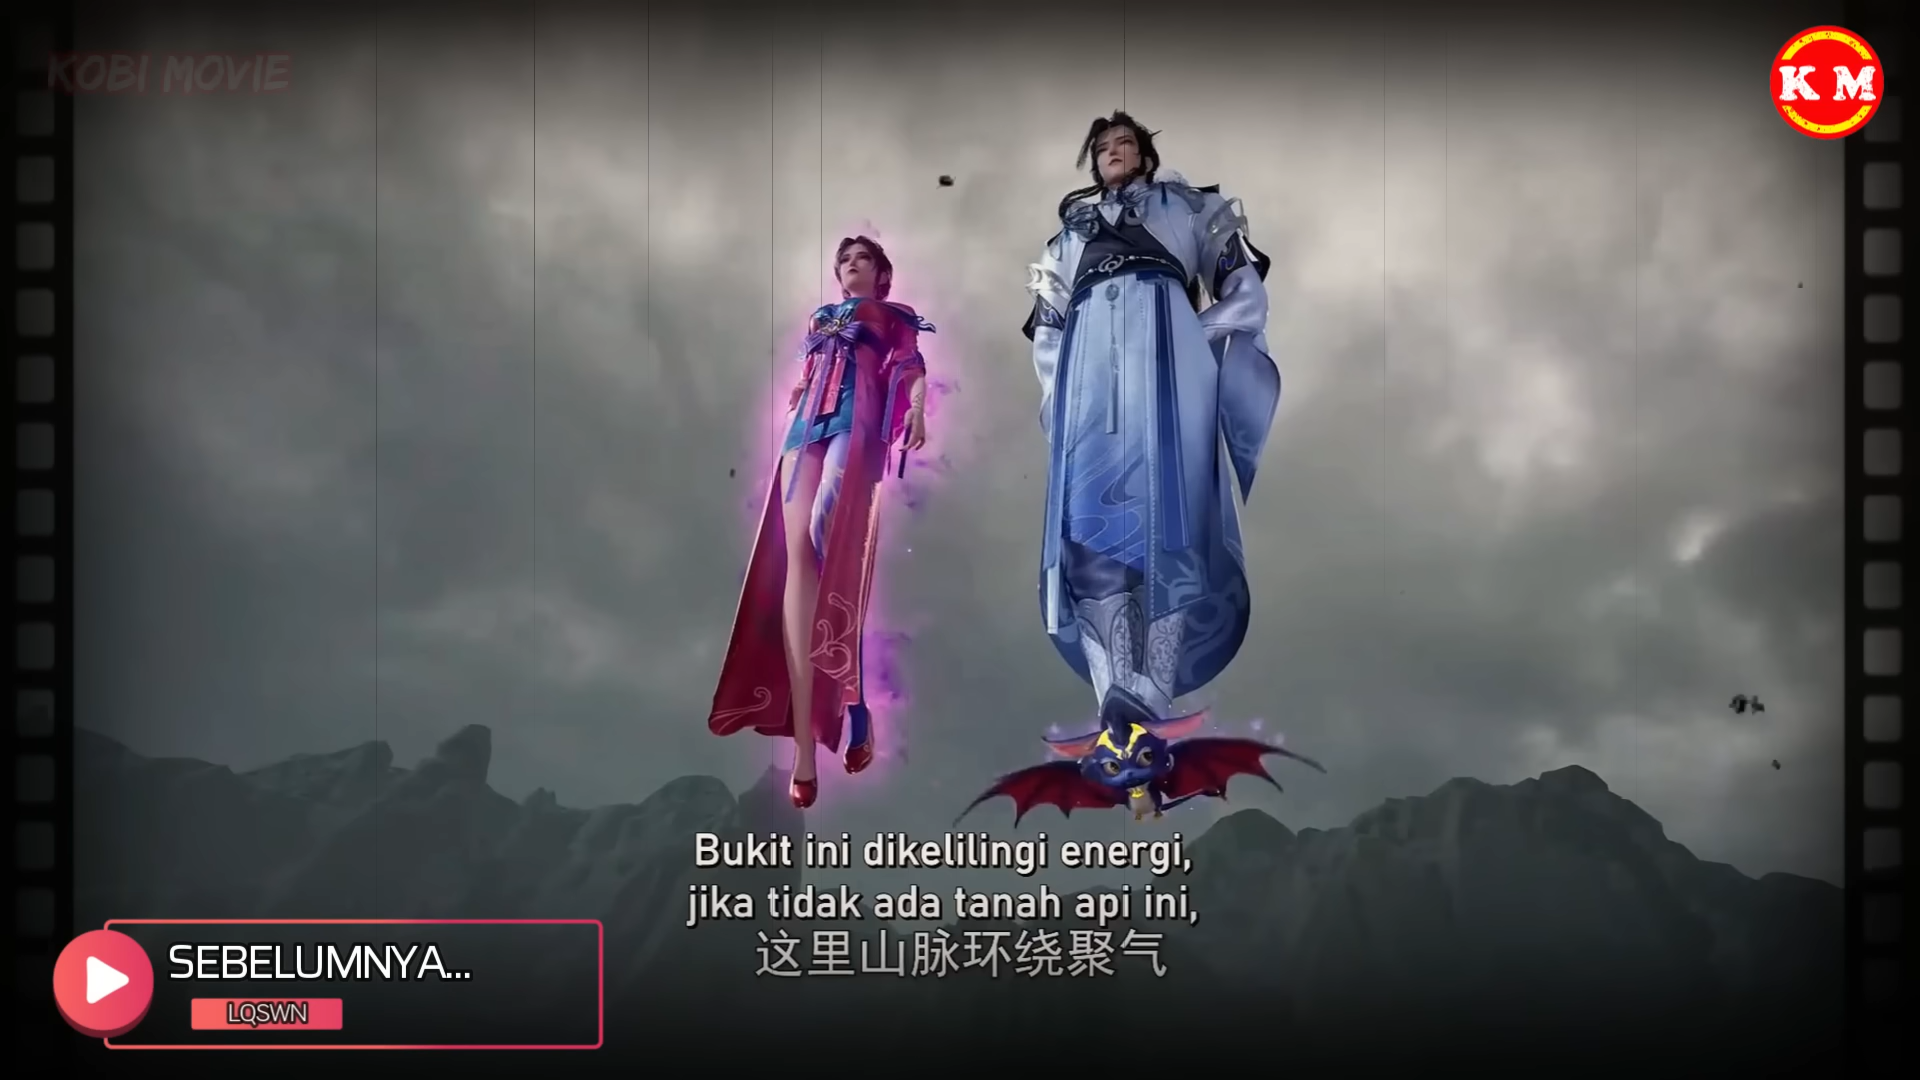 KOBI MOVIE
KM
Bukit ini dikelilingi energi,
jika tidak ada tanah api ini,
这里山脉环绕聚气
SEBELUMNYA...
LQSWN